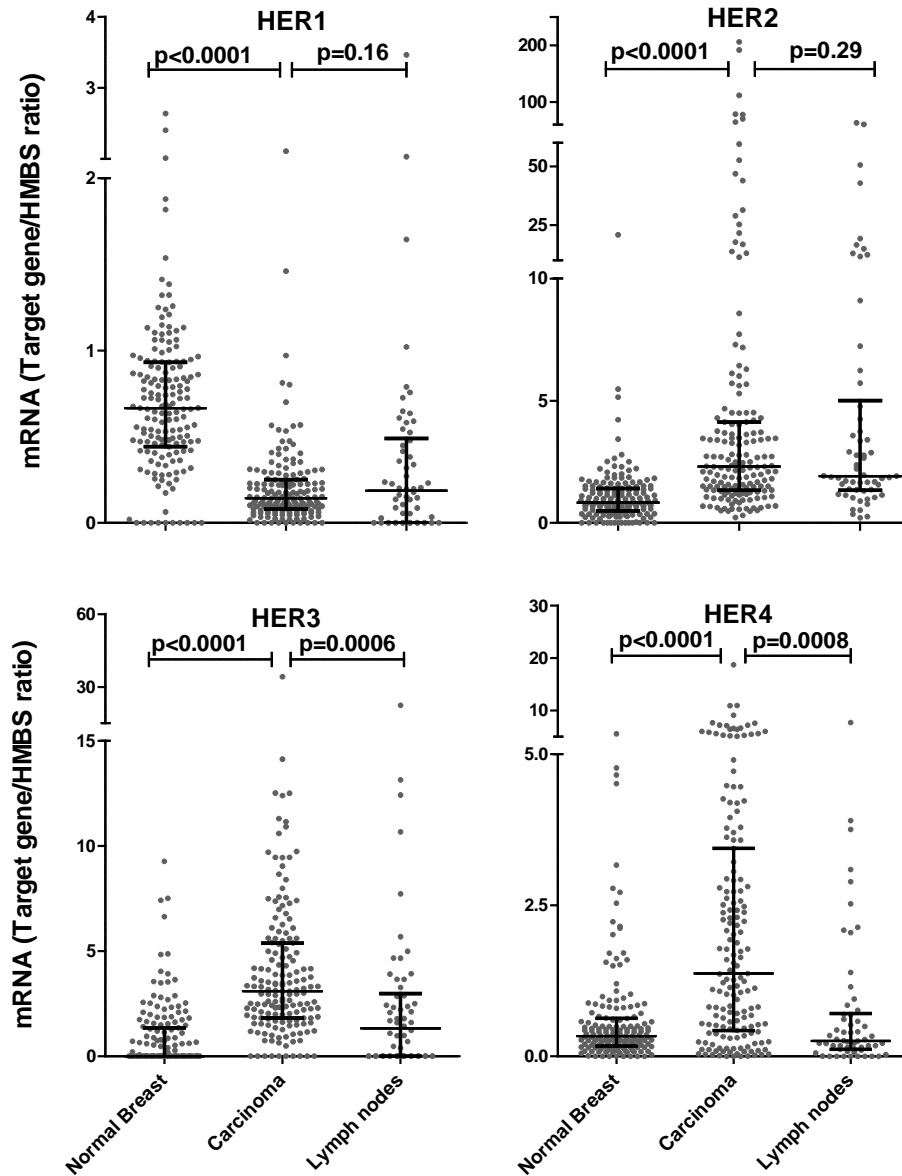 HER1
p<0.0001 p=0.16
4
3
2
1
0
mRNA (Target gene/HMBS ratio)
HER2
p<0.0001 p=0.29
200
100
50
25
10
5
0
HER3
p<0.0001 p=0.0006
60
30
15
10
5
0
mRNA (Target gene/HMBS ratio)
Normal Breast
Carcinoma
Lymph nodes
HER4
p<0.0001 p=0.0008
30
20
10
5.0
2.5
0.0
Normal Breast
Carcinoma
Lymph nodes